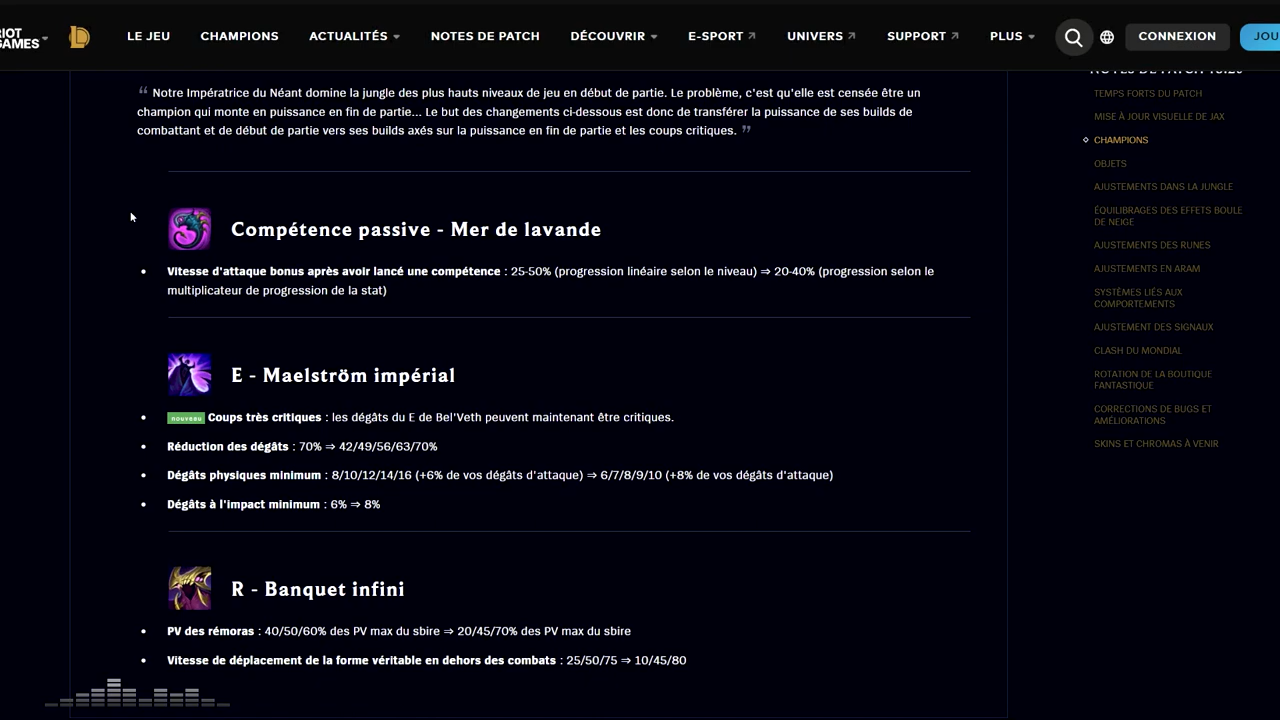 RIOT
GAMES
LE JEU
CHAMPIONS
ACTUALITÉS
NOTES DE PATCH
DÉCOUVRIR
E-SPORT
UNIVERS
SUPPORT
PLUS
CONNEXION
JOU
“ Notre Impératrice du Néant domine la jungle des plus hauts niveaux de jeu en début de partie. Le problème, c'est qu'elle est censée être un
champion qui monte en puissance en fin de partie... Le but des changements ci-dessous est donc de transférer la puissance de ses builds de
combattant et de début de partie vers ses builds axés sur la puissance en fin de partie et les coups critiques. ”
Compétence passive - Mer de lavande
• Vitesse d'attaque bonus après avoir lancé une compétence : 25-50% (progression linéaire selon le niveau) ⇒ 20-40% (progression selon le
multiplicateur de progression de la stat)
E - Maelström impérial
• NOUVEAU Coups très critiques : les dégâts du E de Bel'Veth peuvent maintenant être critiques.
• Réduction des dégâts : 70% ⇒ 42/49/56/63/70%
• Dégâts physiques minimum : 8/10/12/14/16 (+6% de vos dégâts d'attaque) ⇒ 6/7/8/9/10 (+8% de vos dégâts d'attaque)
• Dégâts à l'impact minimum : 6% ⇒ 8%
R - Banquet infini
• PV des rémoras : 40/50/60% des PV max du sbire ⇒ 20/45/70% des PV max du sbire
• Vitesse de déplacement de la forme véritable en dehors des combats : 25/50/75 ⇒ 10/45/80
NOTES DE PATCH
TEMPS FORTS DU PATCH
MISE À JOUR VISUELLE DE JAX
CHAMPIONS
OBJETS
AJUSTEMENTS DANS LA JUNGLE
ÉQUILIBRAGES DES EFFETS BOULE
DE NEIGE
AJUSTEMENTS DES RUNES
AJUSTEMENTS EN ARAM
SYSTÈMES LIÉS AUX
COMPORTEMENTS
AJUSTEMENT DES SIGNAUX
CLASH DU MONDIAL
ROTATION DE LA BOUTIQUE
FANTASTIQUE
CORRECTIONS DE BUGS ET
AMÉLIORATIONS
SKINS ET CHROMAS À VENIR